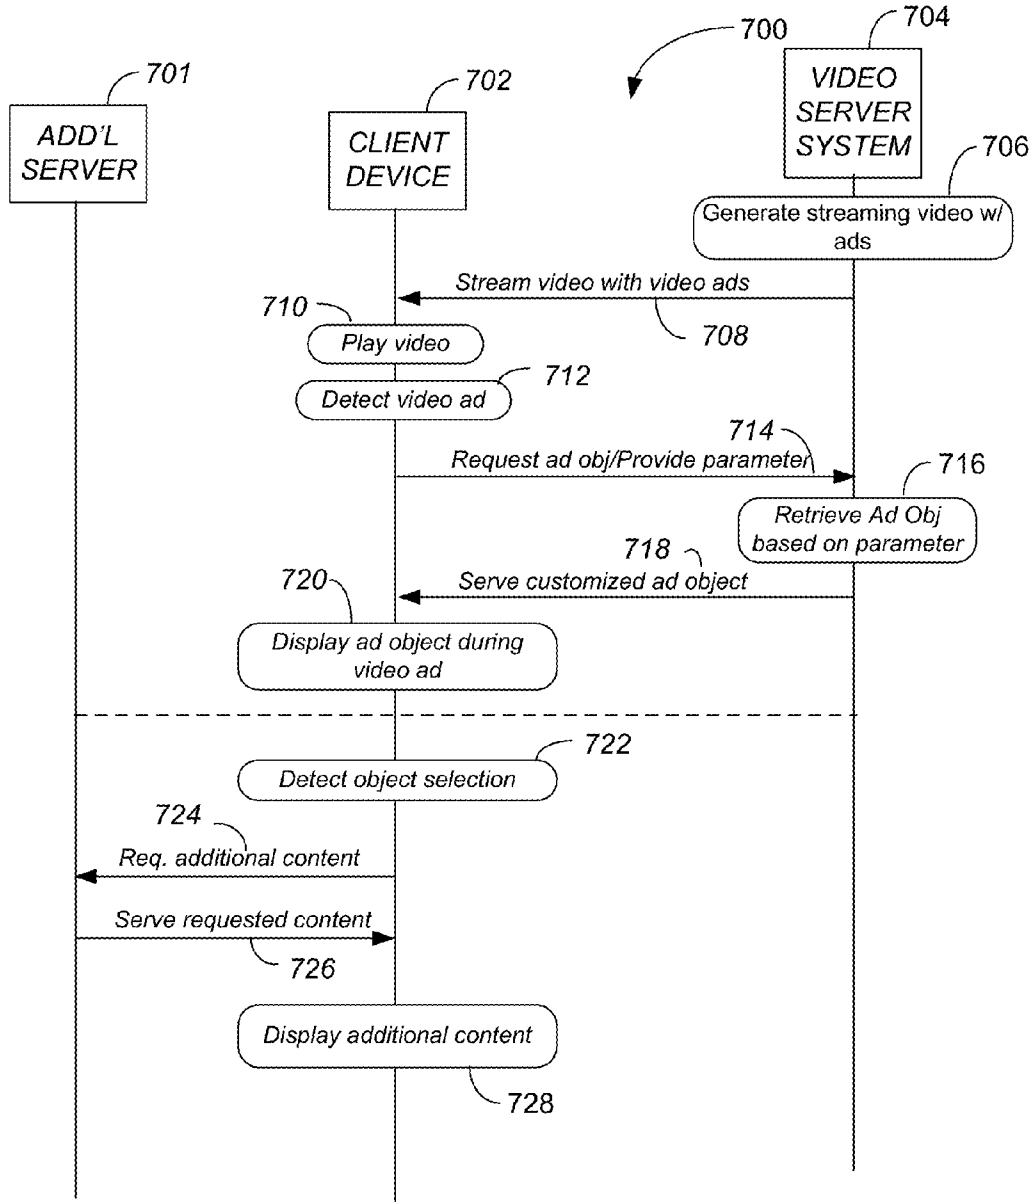 704
700
701
702
VIDEO
SERVER
SYSTEM
ADD'L
SERVER
CLIENT
DEVICE
706
Generate streaming video w/
ads
Stream video with video ads
710
708
Play video
712
Detect video ad
714
Request ad obj/Provide parameter
716
Retrieve Ad Obj
based on parameter
718
Serve customized ad object
720
Display ad object during
video ad
722
Detect object selection
724
Req. additional content
Serve requested content
726
Display additional content
728